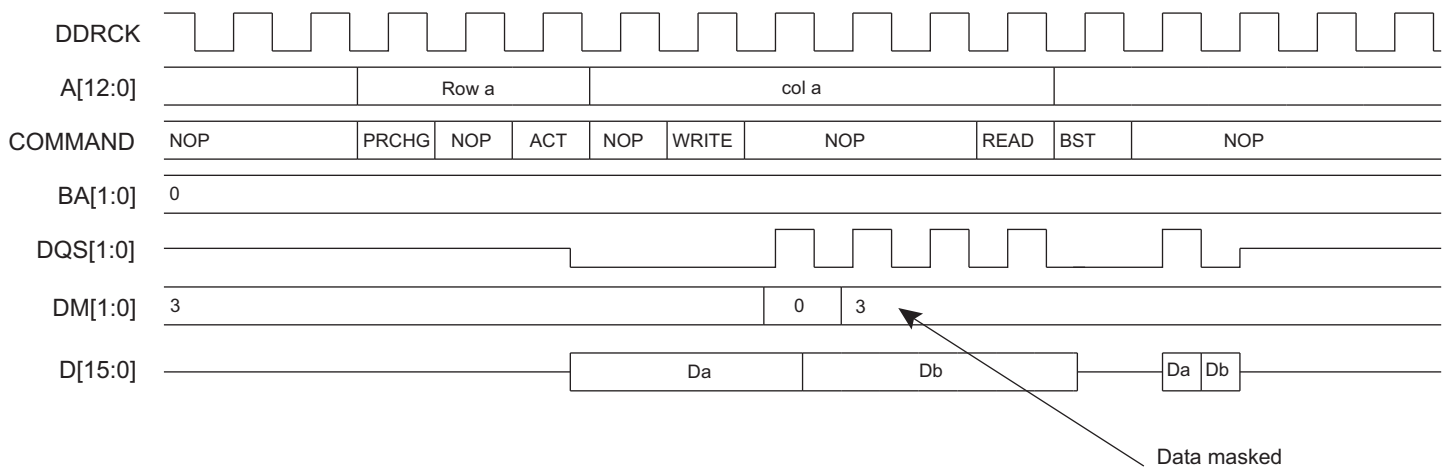 DDRCK
A[12:0] Row a col a
COMMAND NOP PRCHG NOP ACT NOP WRITE NOP READ BST NOP
BA[1:0] 0
DQS[1:0]
DM[1:0] 3 0 3
D[15:0] Da Db Da Db
Data masked